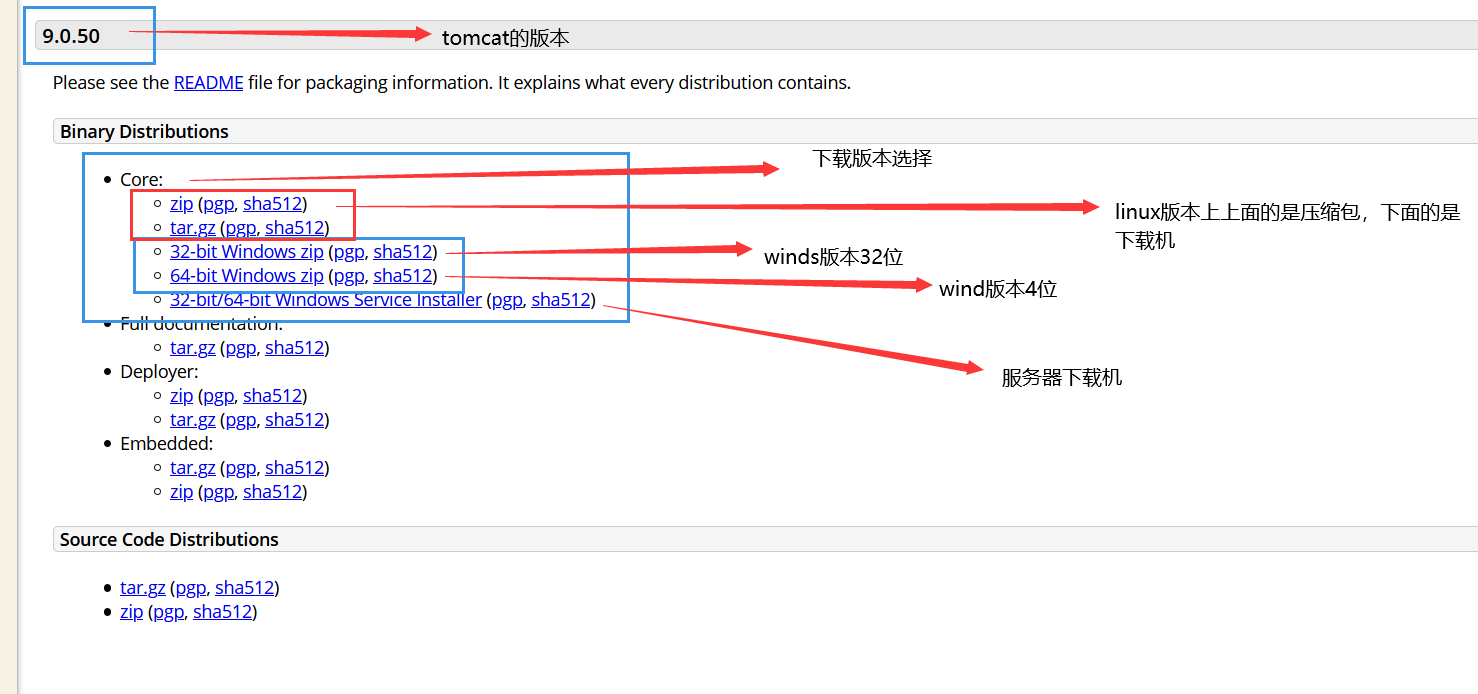 9.0.50
tomcat的版本
Please see the README file for packaging information. It explains what every distribution contains.
Binary Distributions
下载版本选择
Core:
zip (pgp, sha512)
linux版本上上面的是压缩包，下面的是
下载机
tar.gz (pgp, sha512)
32-bit Windows zip (pgp, sha512)
winds版本32位
64-bit Windows zip (pgp, sha512)
wind版本4位
32-bit/64-bit Windows Service Installer (pgp, sha512)
服务器下载机
Full documentation:
tar.gz (pgp, sha512)
Deployer:
zip (pgp, sha512)
tar.gz (pgp, sha512)
Embedded:
tar.gz (pgp, sha512)
zip (pgp, sha512)
Source Code Distributions
tar.gz (pgp, sha512)
zip (pgp, sha512)